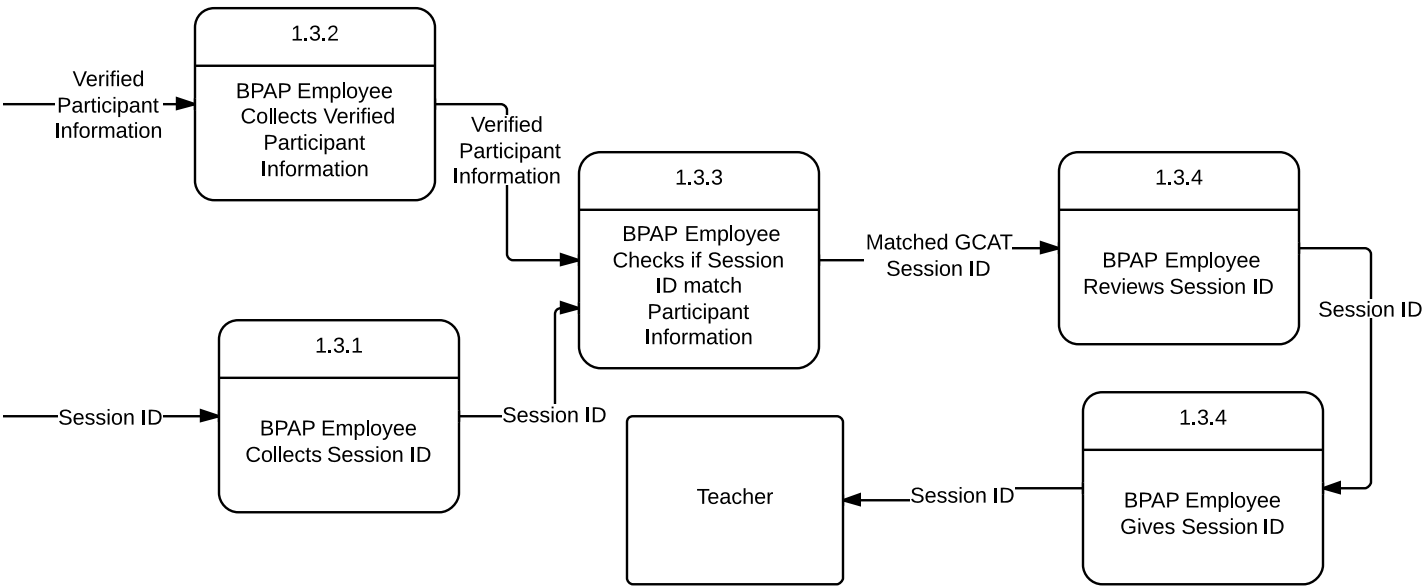 1.3.2
Verified
Participant
Information
BPAP Employee
Collects Verified
Participant
Information
Verified
Participant
Information
1.3.3
BPAP Employee
Checks if Session
ID match
Participant
Information
Matched GCAT
Session ID
1.3.4
BPAP Employee
Reviews Session ID
Session ID
1.3.1
Session ID
BPAP Employee
Collects Session ID
Session ID
Teacher
Session ID
1.3.4
BPAP Employee
Gives Session ID